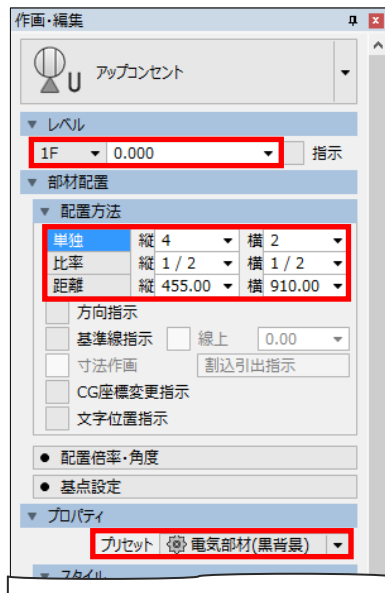 作画・編集
U アップコンセント
レベル
1F 0.000 指示
部材配置
配置方法
単独 縦 4 横 2
比率 縦 1 / 2 横 1 / 2
距離 縦 455.00 横 910.00
方向指示
基準線指示 線上 0.00
寸法作画 割込引出指示
CG座標変更指示
文字位置指示
配置倍率・角度
基点設定
プロパティ
プリセット 電気部材(黒背景)
スタイル